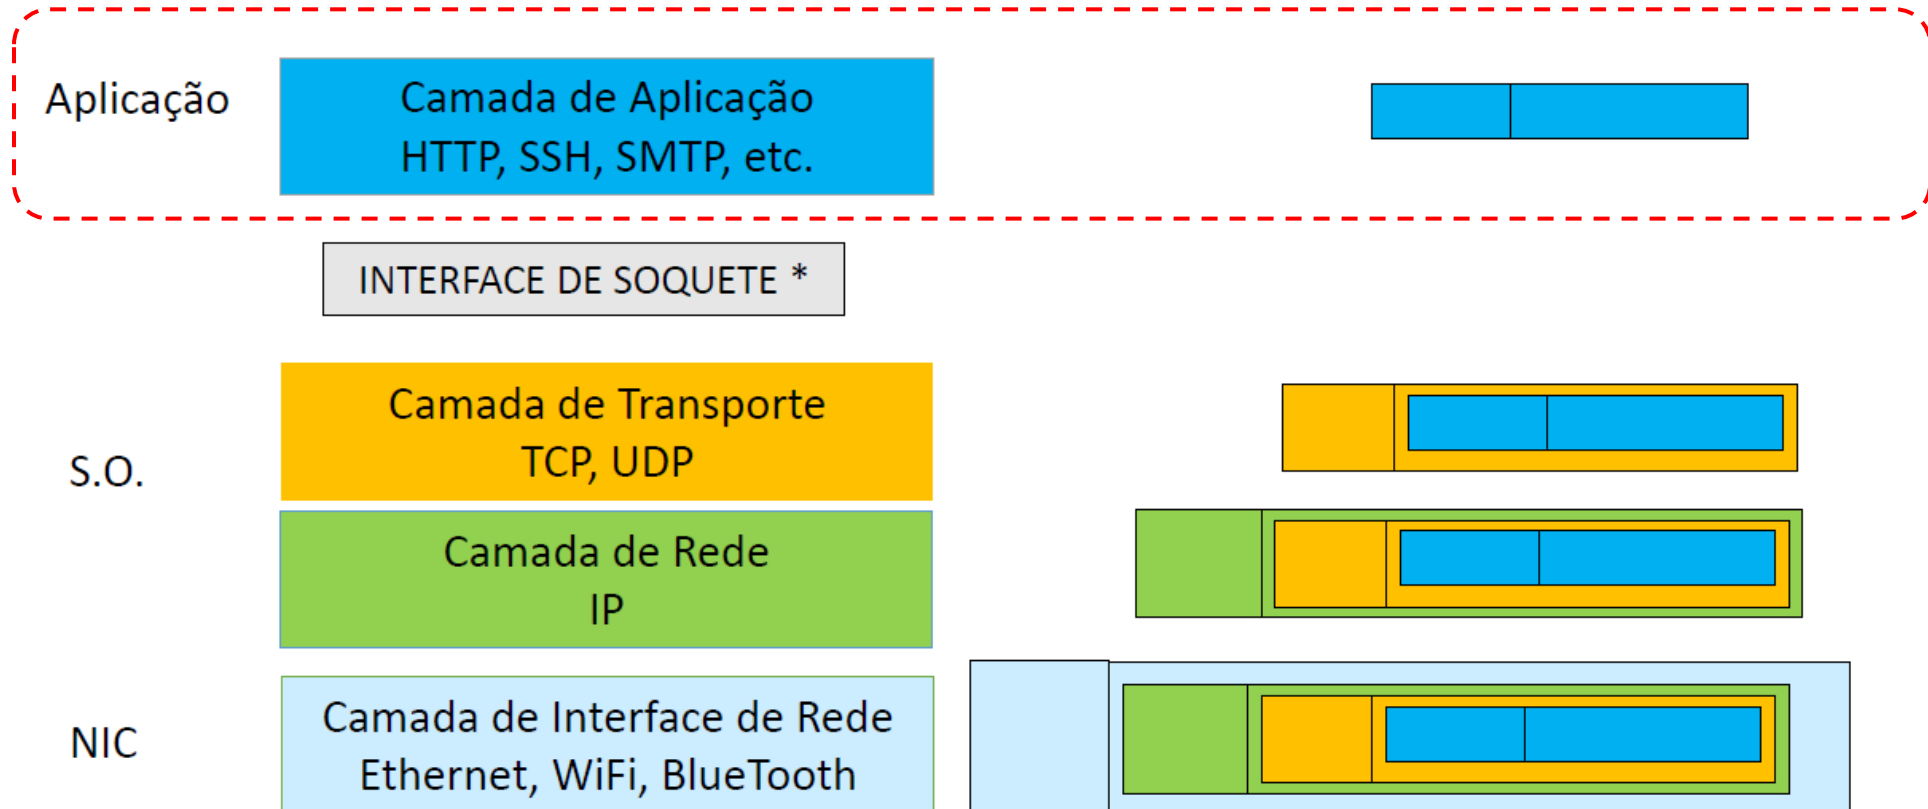 Aplicação
Camada de Aplicação
HTTP, SSH, SMTP, etc.
INTERFACE DE SOQUETE *
S.O.
Camada de Transporte
TCP, UDP
Camada de Rede
IP
NIC
Camada de Interface de Rede
Ethernet, WiFi, BlueTooth